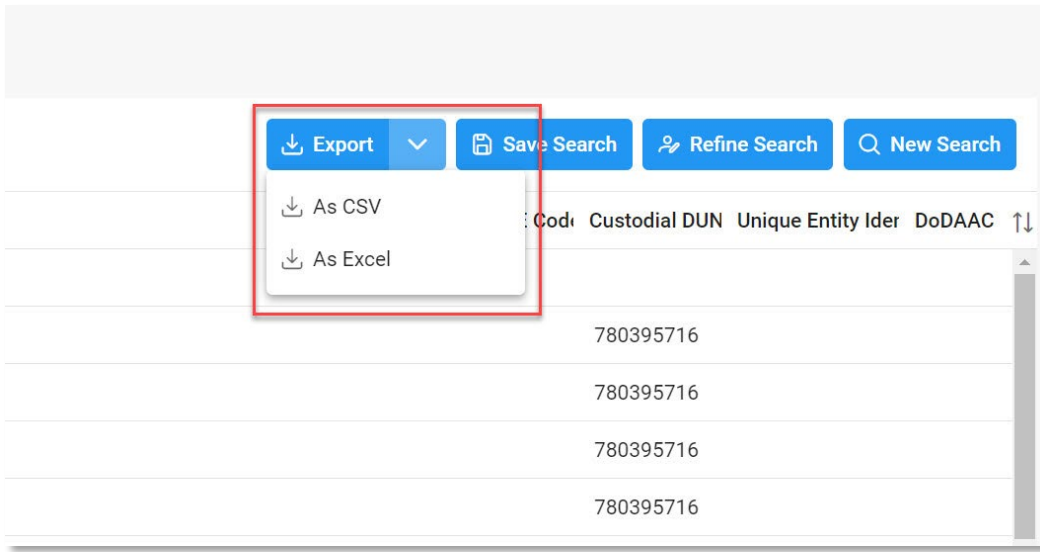 Export Save Search Refine Search New Search
As CSV
As Excel
Custodial DUN Unique Entity Iden DoDAAC
780395716
780395716
780395716
780395716